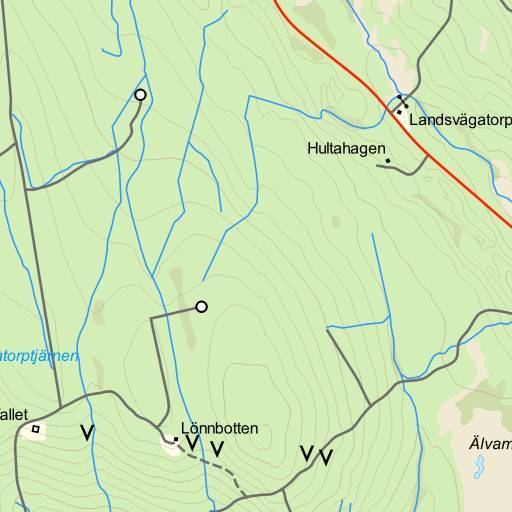 Landsvägatorp
Hultahagen
atorptjärnen
allet
Lönnbotten
Älvam